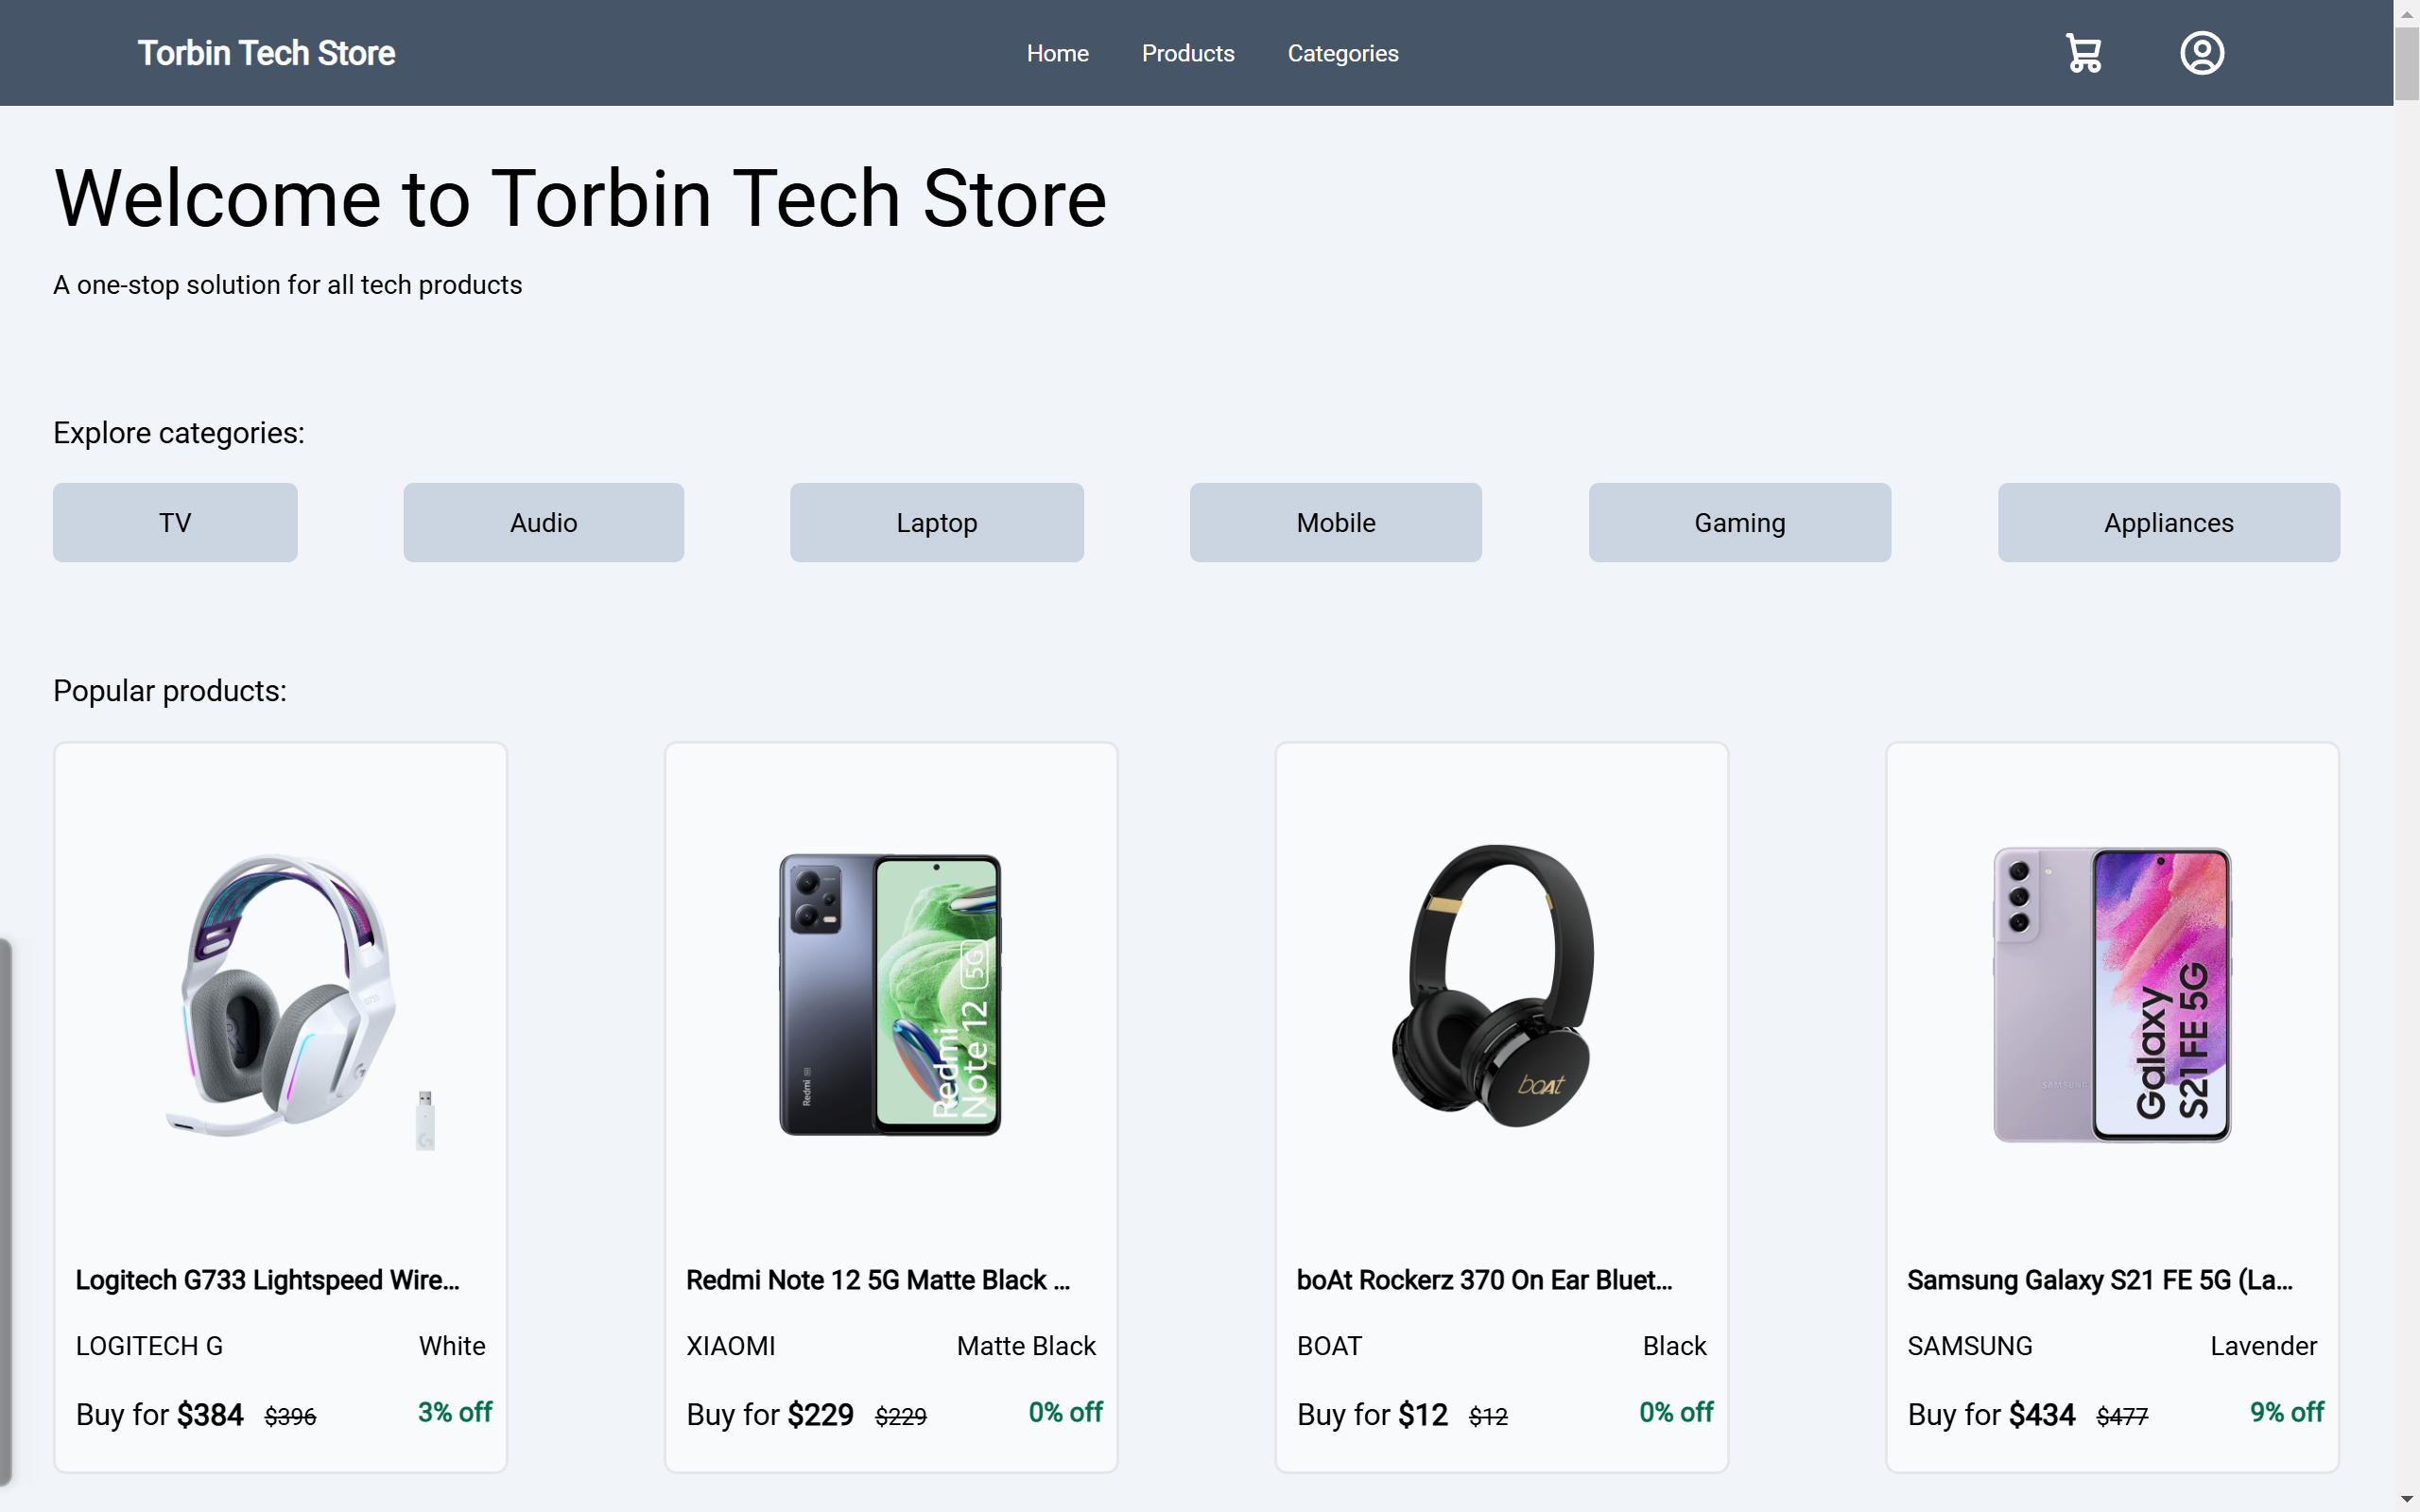 Torbin Tech Store
Home Products Categories
Welcome to Torbin Tech Store
A one-stop solution for all tech products
Explore categories:
TV Audio Laptop Mobile Gaming Appliances
Popular products:
Redmi
Note 12 5G
Redmi
boAt
SAMSUNG
Galaxy
S21 FE 5G
Logitech G733 Lightspeed Wire...
LOGITECH G White
Buy for $384 $396 3% off
Redmi Note 12 5G Matte Black ...
XIAOMI Matte Black
Buy for $229 $229 0% off
boAt Rockerz 370 On Ear Bluet...
BOAT Black
Buy for $12 $12 0% off
Samsung Galaxy S21 FE 5G (La...
SAMSUNG Lavender
Buy for $434 $477 9% off